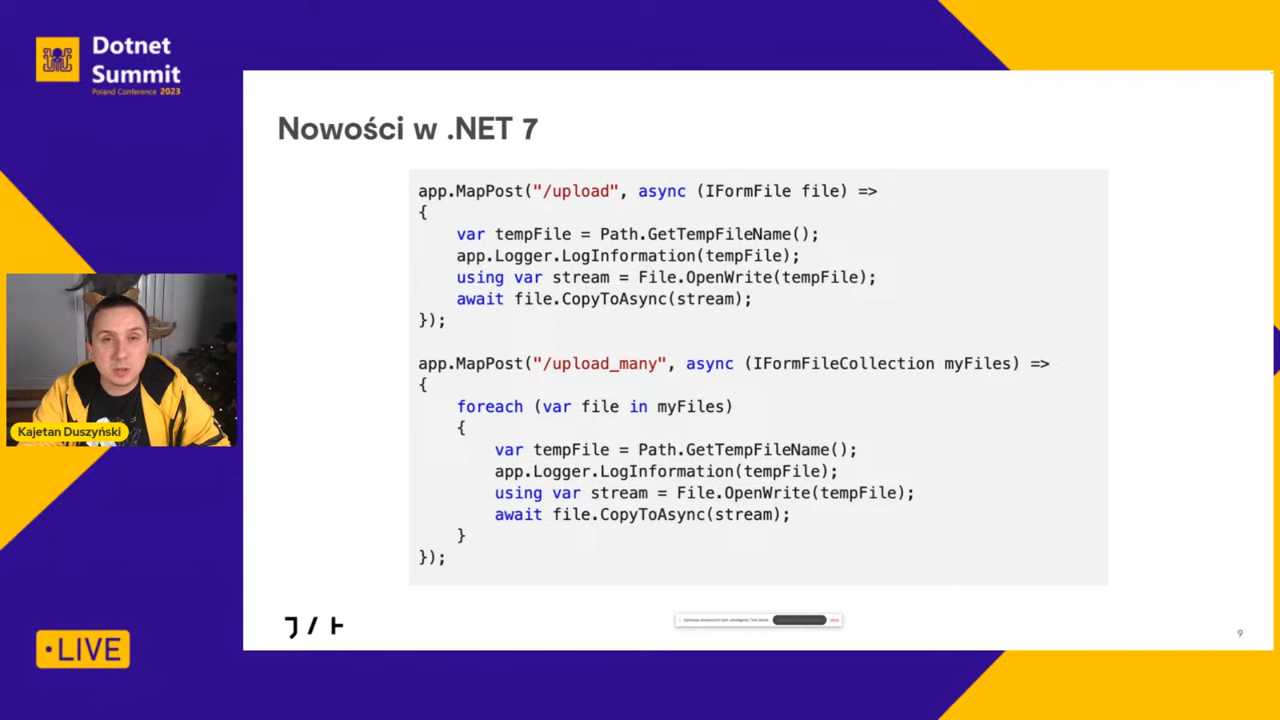 Dotnet
Summit
Poland Conference 2023
Nowości w .NET 7
app.MapPost("/upload", async (IFormFile file) =>
{
    var tempFile = Path.GetTempFileName();
    app.Logger.LogInformation(tempFile);
    using var stream = File.OpenWrite(tempFile);
    await file.CopyToAsync(stream);
});
app.MapPost("/upload_many", async (IFormFileCollection myFiles) =>
{
    foreach (var file in myFiles)
    {
        var tempFile = Path.GetTempFileName();
        app.Logger.LogInformation(tempFile);
        using var stream = File.OpenWrite(tempFile);
        await file.CopyToAsync(stream);
    }
});
Kajetan Duszyński
• LIVE
9